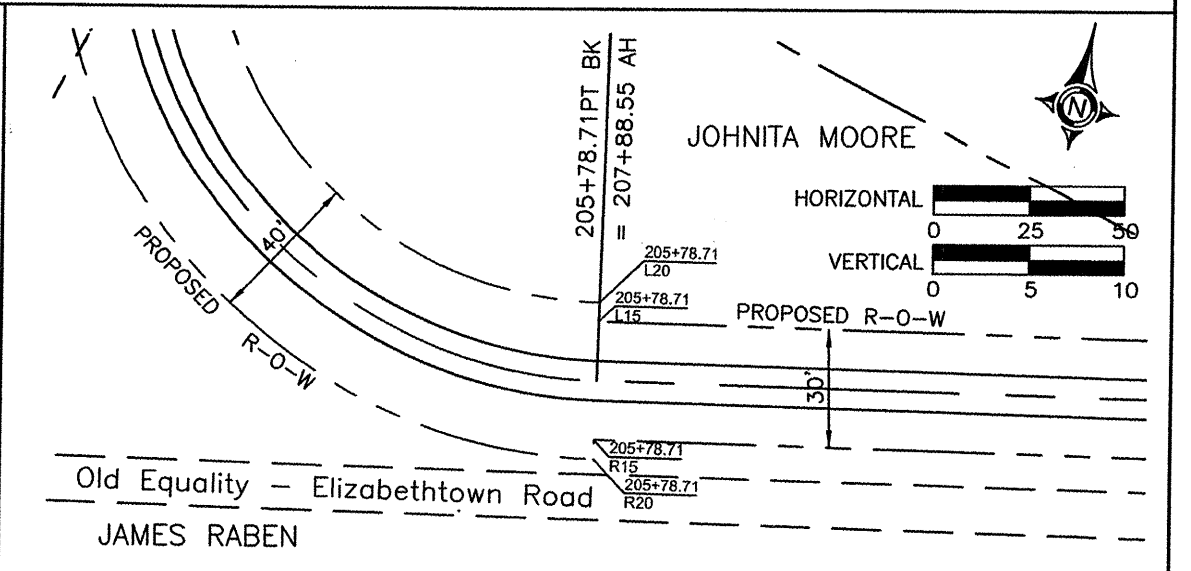 205+78.71PT BK
= 207+88.55 AH
JOHNITA MOORE
N
HORIZONTAL
0 25 50
VERTICAL
0 5 10
40'
PROPOSED R-O-W
205+78.71
L20
205+78.71
L15
PROPOSED R-O-W
30'
205+78.71
R15
205+78.71
R20
Old Equality - Elizabethtown Road
JAMES RABEN